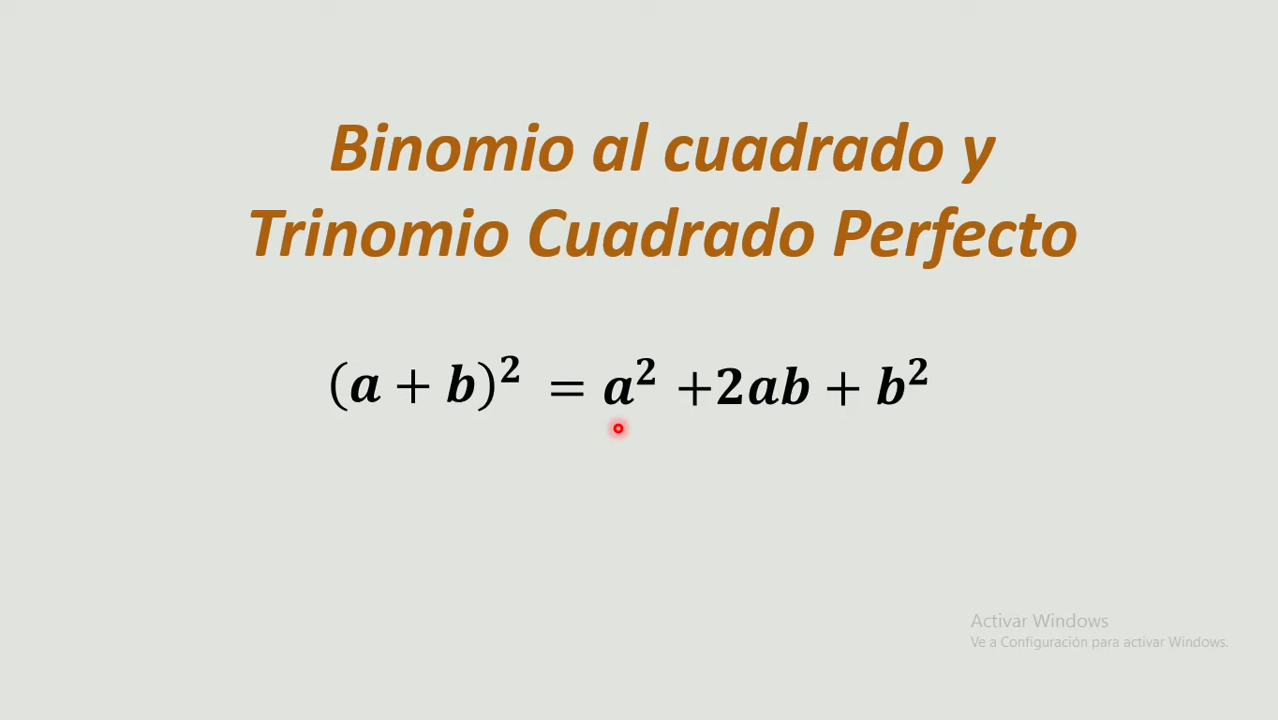 Binomio al cuadrado y
Trinomio Cuadrado Perfecto
(a + b)² = a² +2ab + b²
Activar Windows
Ve a Configuración para activar Windows.